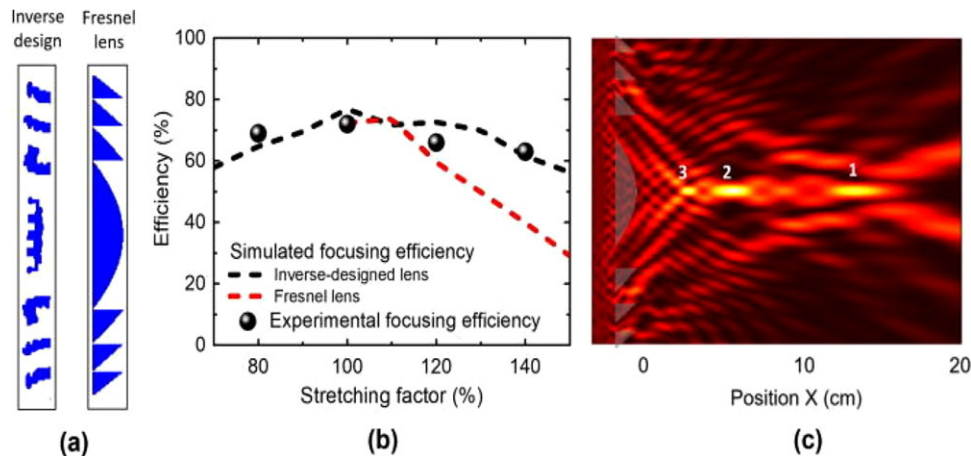 Inverse
design
Fresnel
lens
(a)
100
80
60
40
20
0
Efficiency (%)
Simulated focusing efficiency
Inverse-designed lens
Fresnel lens
Experimental focusing efficiency
80
100
120
140
Stretching factor (%)
(b)
3
2
1
0
10
20
Position X (cm)
(c)